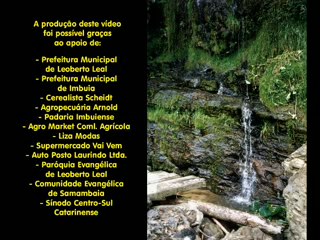 A produção deste vídeo
foi possível graças
ao apoio de:
- Prefeitura Municipal
de Leoberto Leal
- Prefeitura Municipal
de Imbuia
- Cerealista Scheidt
- Agropecuária Arnold
- Padaria Imbuiense
- Agro Market Coml. Agrícola
- Liza Modas
- Supermercado Vai Vem
- Auto Posto Laurindo Ltda.
- Paróquia Evangélica
de Leoberto Leal
- Comunidade Evangélica
de Samambaia
- Sínodo Centro-Sul
Catarinense